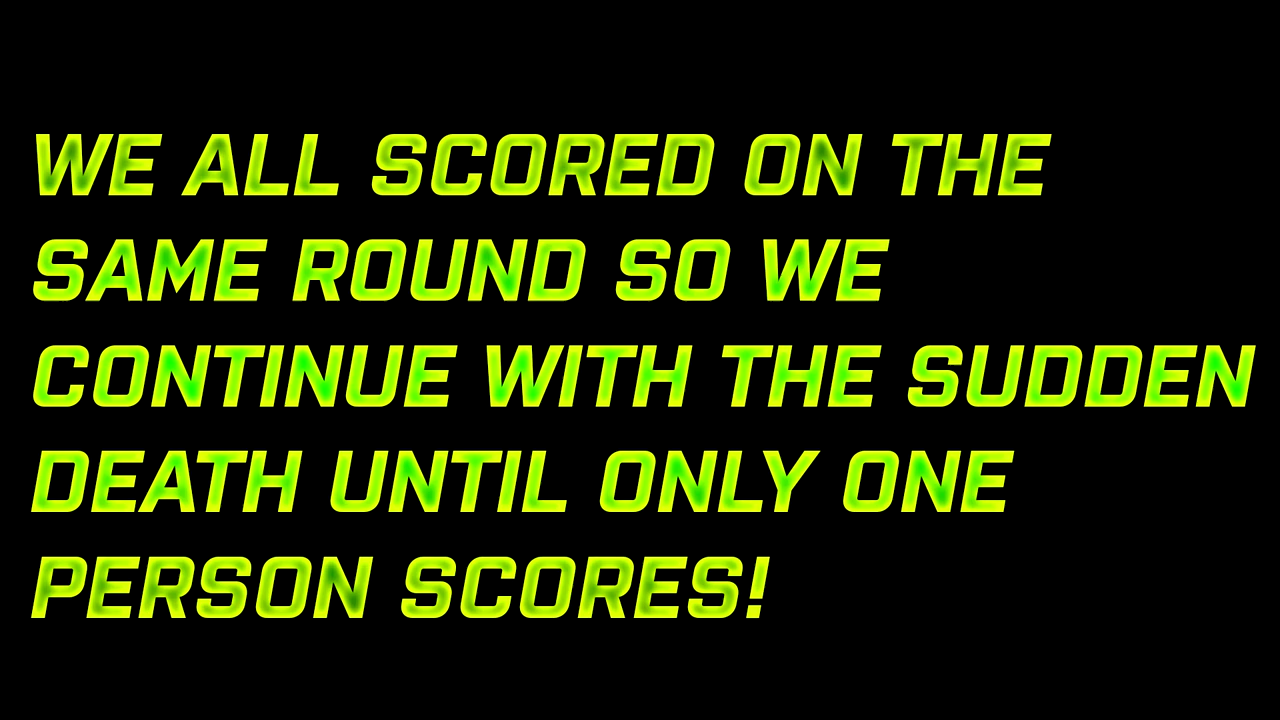 WE ALL SCORED ON THE
SAME ROUND SO WE
CONTINUE WITH THE SUDDEN
DEATH UNTIL ONLY ONE
PERSON SCORES!